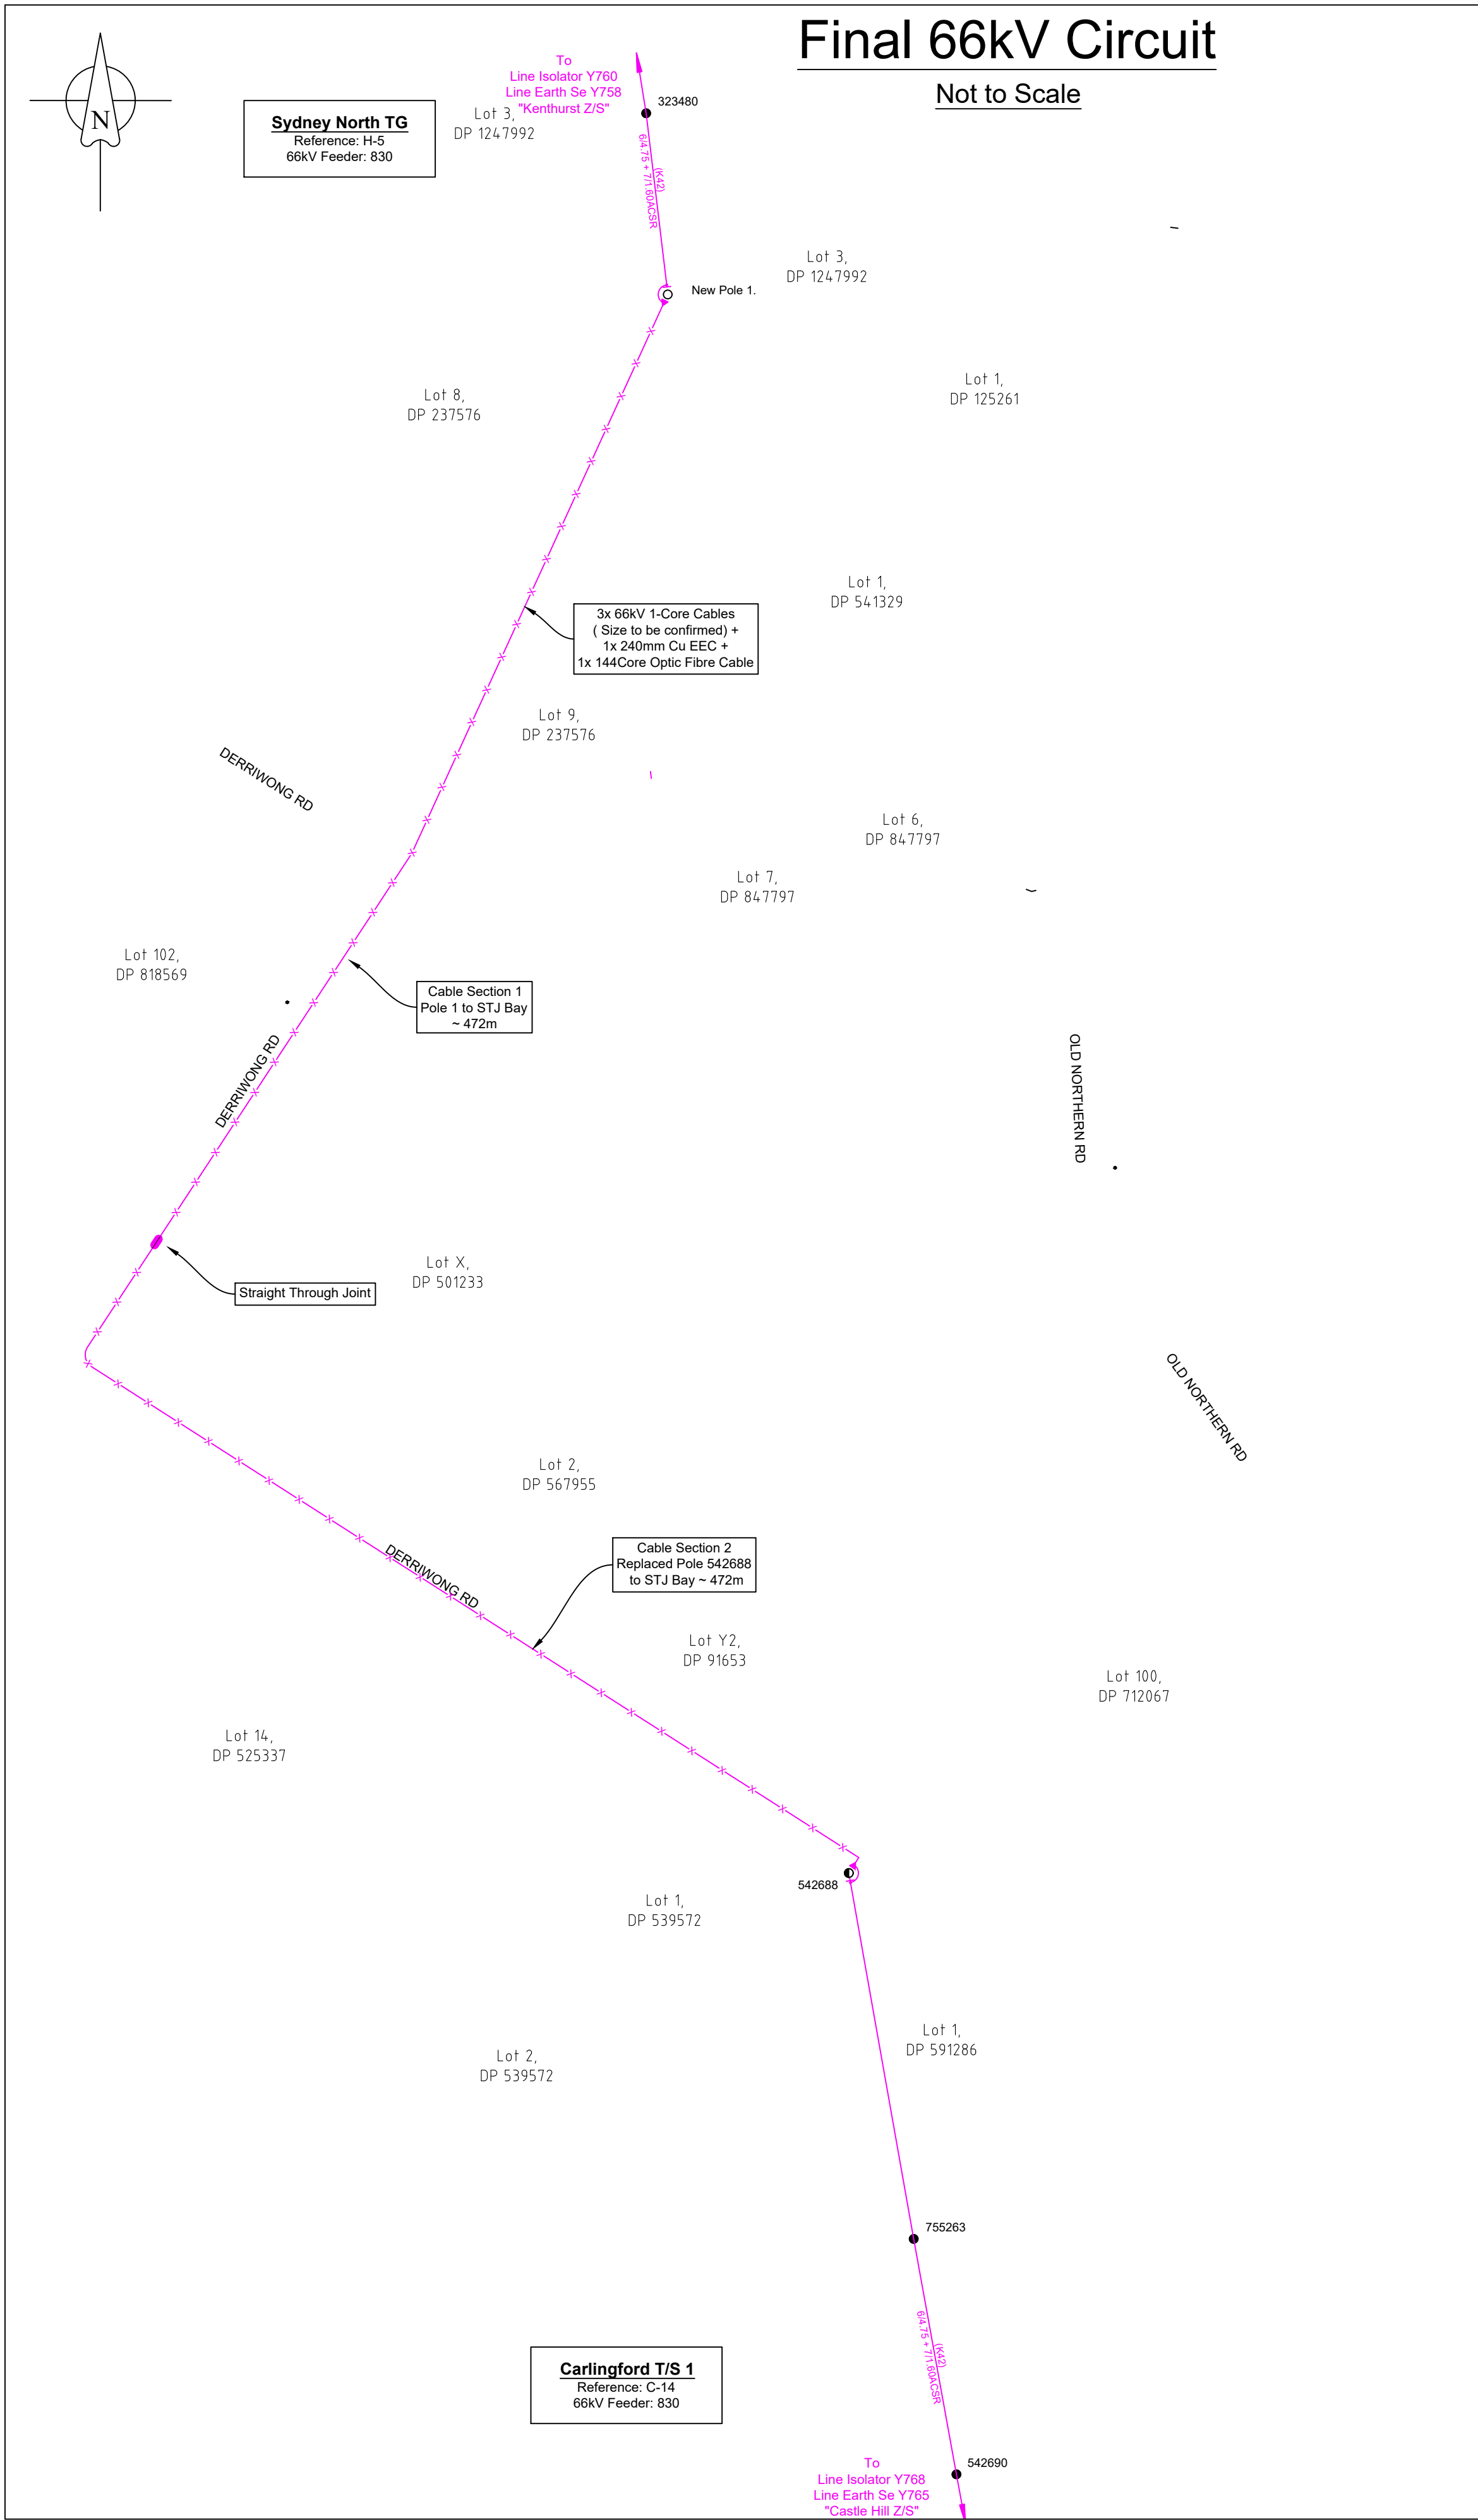 Final 66kV Circuit
Not to Scale
N
Sydney North TG
Reference: H-5
66kV Feeder: 830
To
Line Isolator Y760
Line Earth Se Y758
"Kenthurst Z/S"
Lot 3,
DP 1247992
323480
(K42)
6/4.75 + 7/1.60ACSR
Lot 3,
DP 1247992
New Pole 1.
Lot 8,
DP 237576
Lot 1,
DP 125261
Lot 1,
DP 541329
3x 66kV 1-Core Cables
( Size to be confirmed) +
1x 240mm Cu EEC +
1x 144Core Optic Fibre Cable
Lot 9,
DP 237576
DERRIWONG RD
Lot 6,
DP 847797
Lot 7,
DP 847797
Lot 102,
DP 818569
Cable Section 1
Pole 1 to STJ Bay
~ 472m
DERRIWONG RD
OLD NORTHERN RD
Lot X,
DP 501233
Straight Through Joint
OLD NORTHERN RD
Lot 2,
DP 567955
Cable Section 2
Replaced Pole 542688
to STJ Bay ~ 472m
DERRIWONG RD
Lot Y2,
DP 91653
Lot 100,
DP 712067
Lot 14,
DP 525337
542688
Lot 1,
DP 539572
Lot 1,
DP 591286
Lot 2,
DP 539572
755263
(K42)
6/4.75 + 7/1.60ACSR
Carlingford T/S 1
Reference: C-14
66kV Feeder: 830
542690
To
Line Isolator Y768
Line Earth Se Y765
"Castle Hill Z/S"